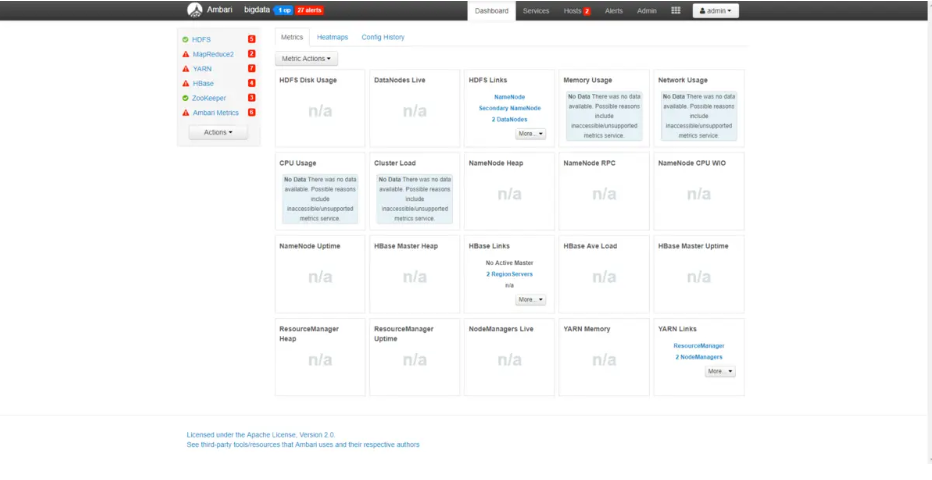 Ambari bigdata 1 op 27 alerts Dashboard Services Hosts 2 Alerts Admin admin
HDFS 5
MapReduce2 2
YARN 7
HBase 4
ZooKeeper 3
Ambari Metrics 6
Actions
Metrics Heatmaps Config History
Metric Actions
HDFS Disk Usage
n/a
DataNodes Live
n/a
HDFS Links
NameNode
Secondary NameNode
2 DataNodes
More...
Memory Usage
No Data There was no data
available. Possible reasons
include
inaccessible/unsupported
metrics service.
Network Usage
No Data There was no data
available. Possible reasons
include
inaccessible/unsupported
metrics service.
CPU Usage
No Data There was no data
available. Possible reasons
include
inaccessible/unsupported
metrics service.
Cluster Load
No Data There was no data
available. Possible reasons
include
inaccessible/unsupported
metrics service.
NameNode Heap
n/a
NameNode RPC
n/a
NameNode CPU WIO
n/a
NameNode Uptime
n/a
HBase Master Heap
n/a
HBase Links
No Active Master
2 RegionServers
n/a
More...
HBase Ave Load
n/a
HBase Master Uptime
n/a
ResourceManager
Heap
n/a
ResourceManager
Uptime
n/a
NodeManagers Live
n/a
YARN Memory
n/a
YARN Links
ResourceManager
2 NodeManagers
More...
Licensed under the Apache License, Version 2.0.
See third-party tools/resources that Ambari uses and their respective authors